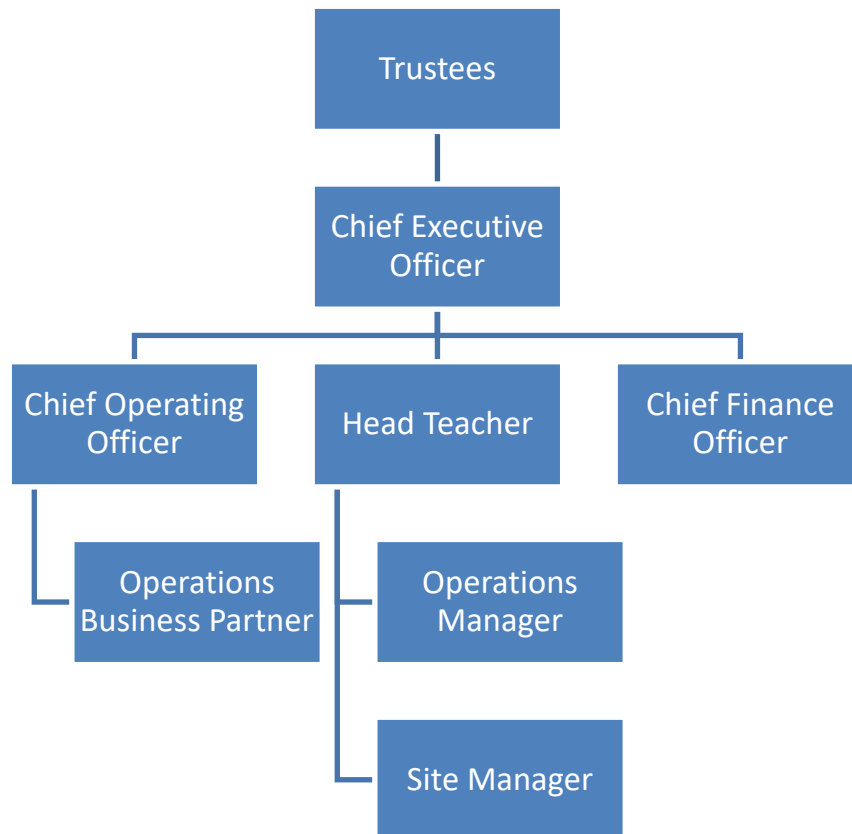 Trustees
Chief Executive
Officer
Chief Operating
Officer
Head Teacher
Chief Finance
Officer
Operations
Business Partner
Operations
Manager
Site Manager